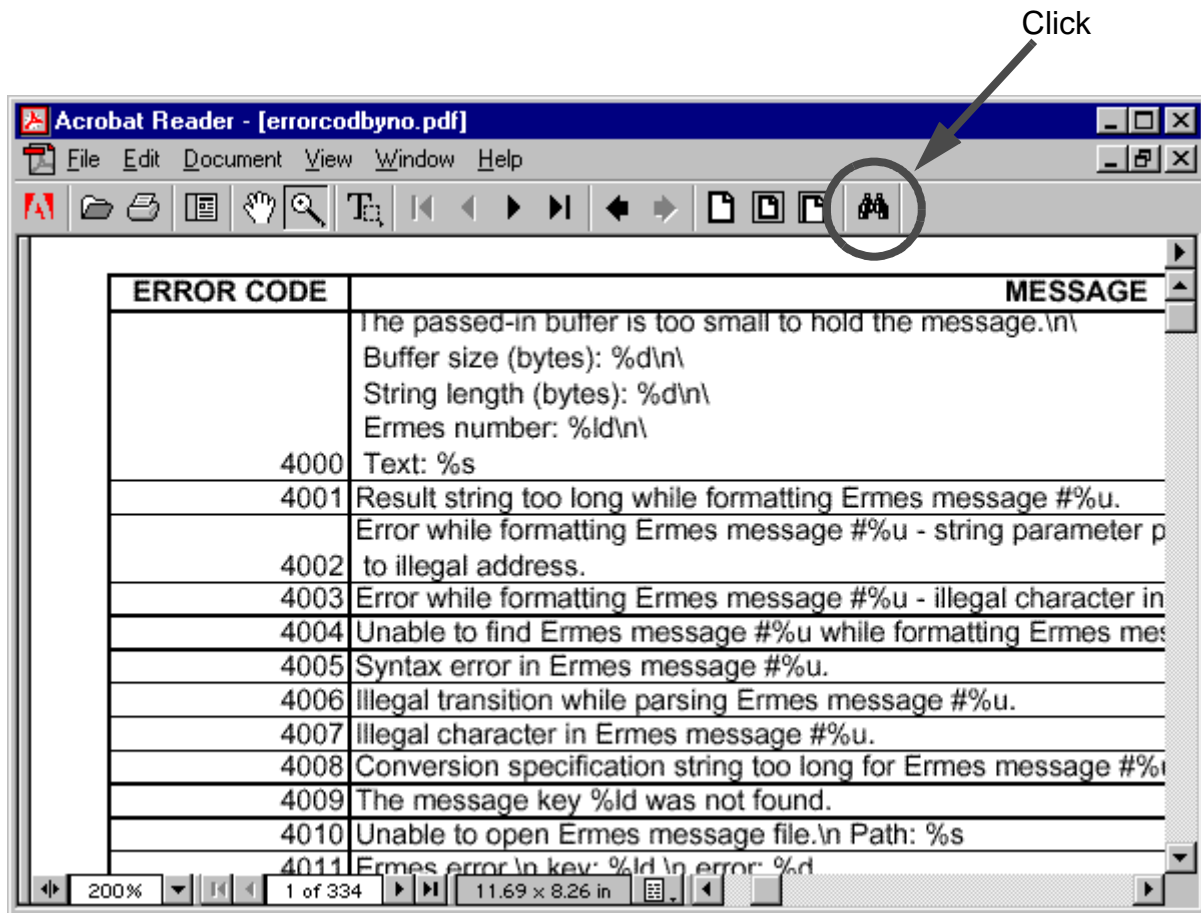 Click
Acrobat Reader - [errorcodbyno.pdf]
File Edit Document View Window Help
ERROR CODE MESSAGE
The passed-in buffer is too small to hold the message.\n\
Buffer size (bytes): %d\n\
String length (bytes): %d\n\
Ermes number: %ld\n\
4000 Text: %s
4001 Result string too long while formatting Ermes message #%u.
Error while formatting Ermes message #%u - string parameter p
4002 to illegal address.
4003 Error while formatting Ermes message #%u - illegal character in
4004 Unable to find Ermes message #%u while formatting Ermes mes
4005 Syntax error in Ermes message #%u.
4006 Illegal transition while parsing Ermes message #%u.
4007 Illegal character in Ermes message #%u.
4008 Conversion specification string too long for Ermes message #%u
4009 The message key %ld was not found.
4010 Unable to open Ermes message file.\n Path: %s
4011 Ermes error \n key: %ld \n error: %d
200% 1 of 334 11.69 x 8.26 in